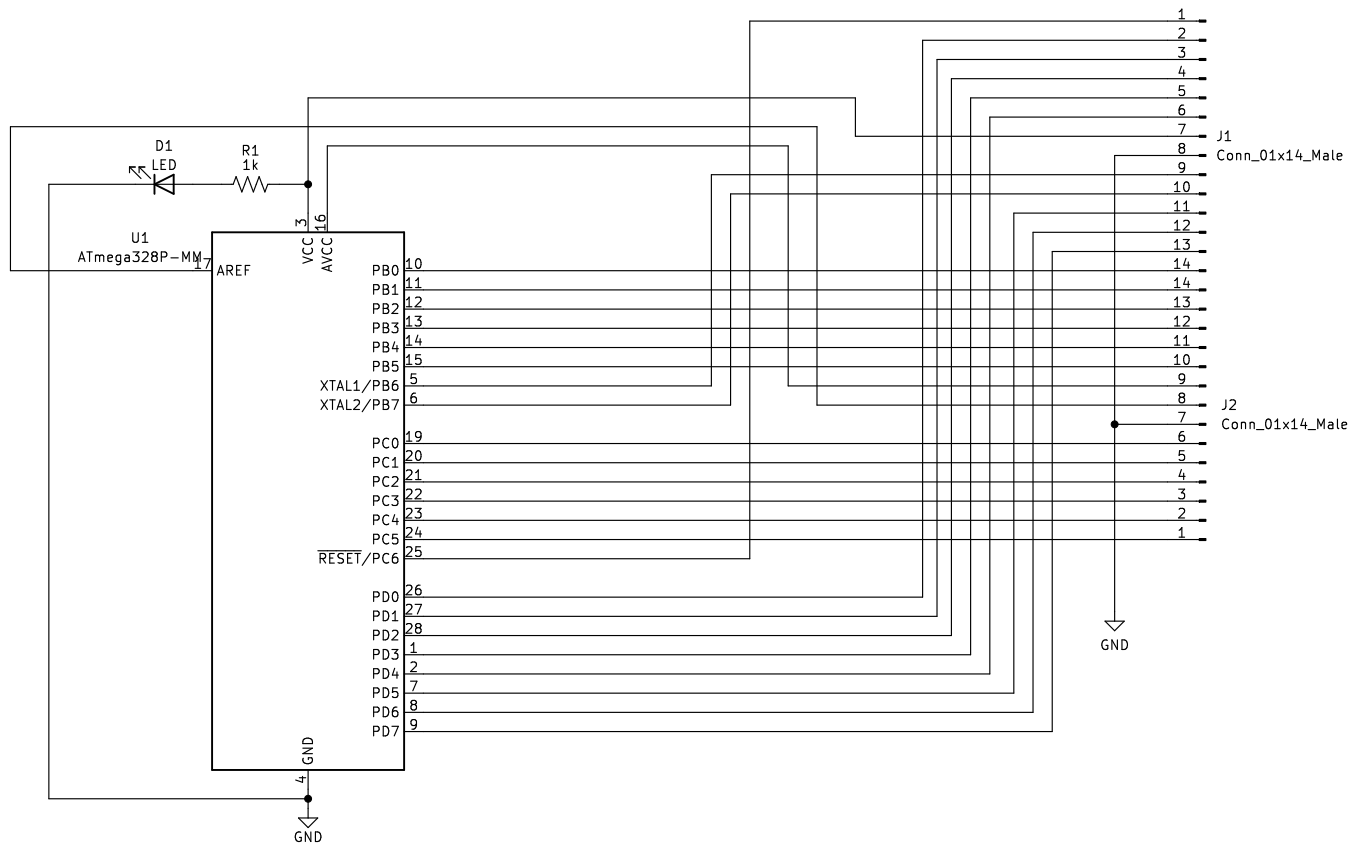 1
2
3
4
5
6
7
J1
8
Conn_01x14_Male
9
10
11
12
13
14
14
13
12
11
10
9
8
J2
7
Conn_01x14_Male
6
5
4
3
2
1
D1
LED
R1
1k
U1
ATmega328P-MM
17
AREF
3
VCC
16
AVCC
PB0 10
PB1 11
PB2 12
PB3 13
PB4 14
PB5 15
XTAL1/PB6 5
XTAL2/PB7 6
PC0 19
PC1 20
PC2 21
PC3 22
PC4 23
PC5 24
RESET/PC6 25
PD0 26
PD1 27
PD2 28
PD3 1
PD4 2
PD5 7
PD6 8
PD7 9
GND
4
GND
GND